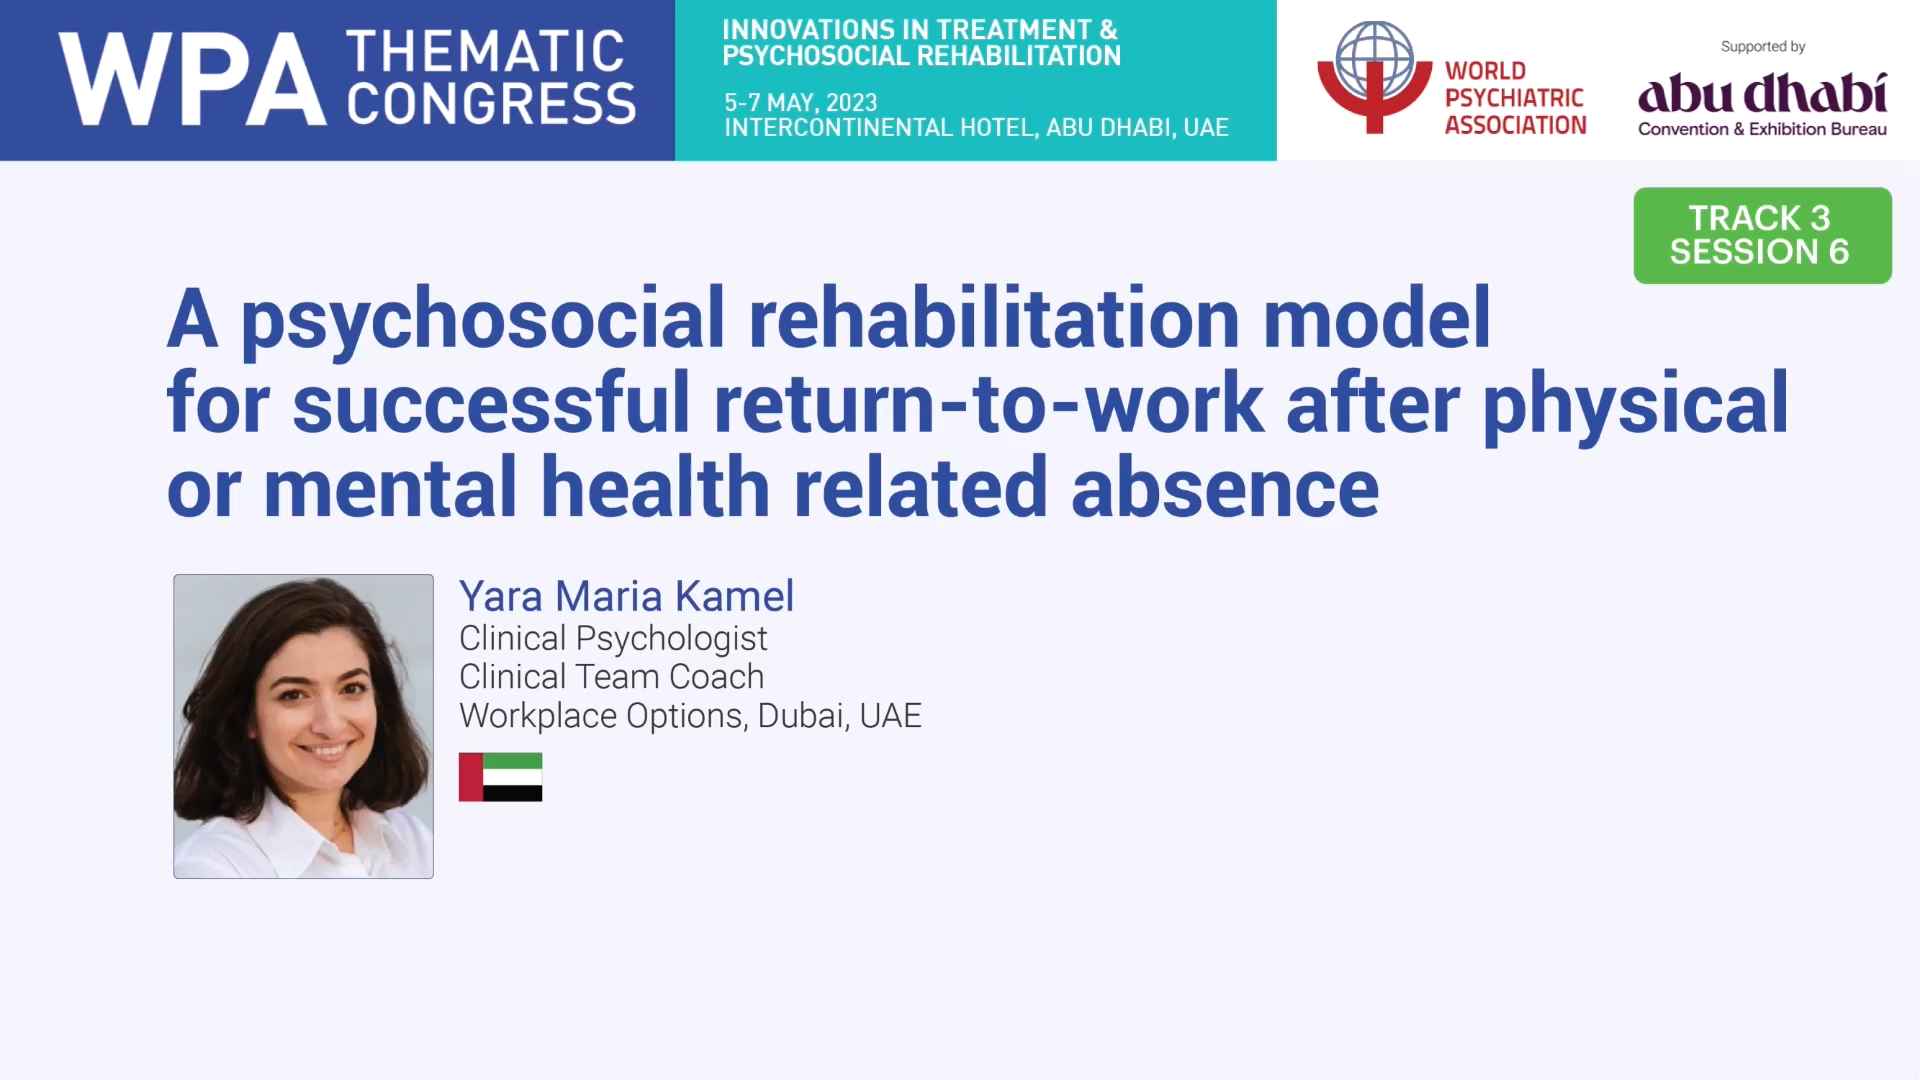 WPA THEMATIC
CONGRESS
INNOVATIONS IN TREATMENT &
PSYCHOSOCIAL REHABILITATION
5-7 MAY, 2023
INTERCONTINENTAL HOTEL, ABU DHABI, UAE
WORLD
PSYCHIATRIC
ASSOCIATION
Supported by
abu dhabi
Convention & Exhibition Bureau
TRACK 3
SESSION 6
A psychosocial rehabilitation model
for successful return-to-work after physical
or mental health related absence
Yara Maria Kamel
Clinical Psychologist
Clinical Team Coach
Workplace Options, Dubai, UAE